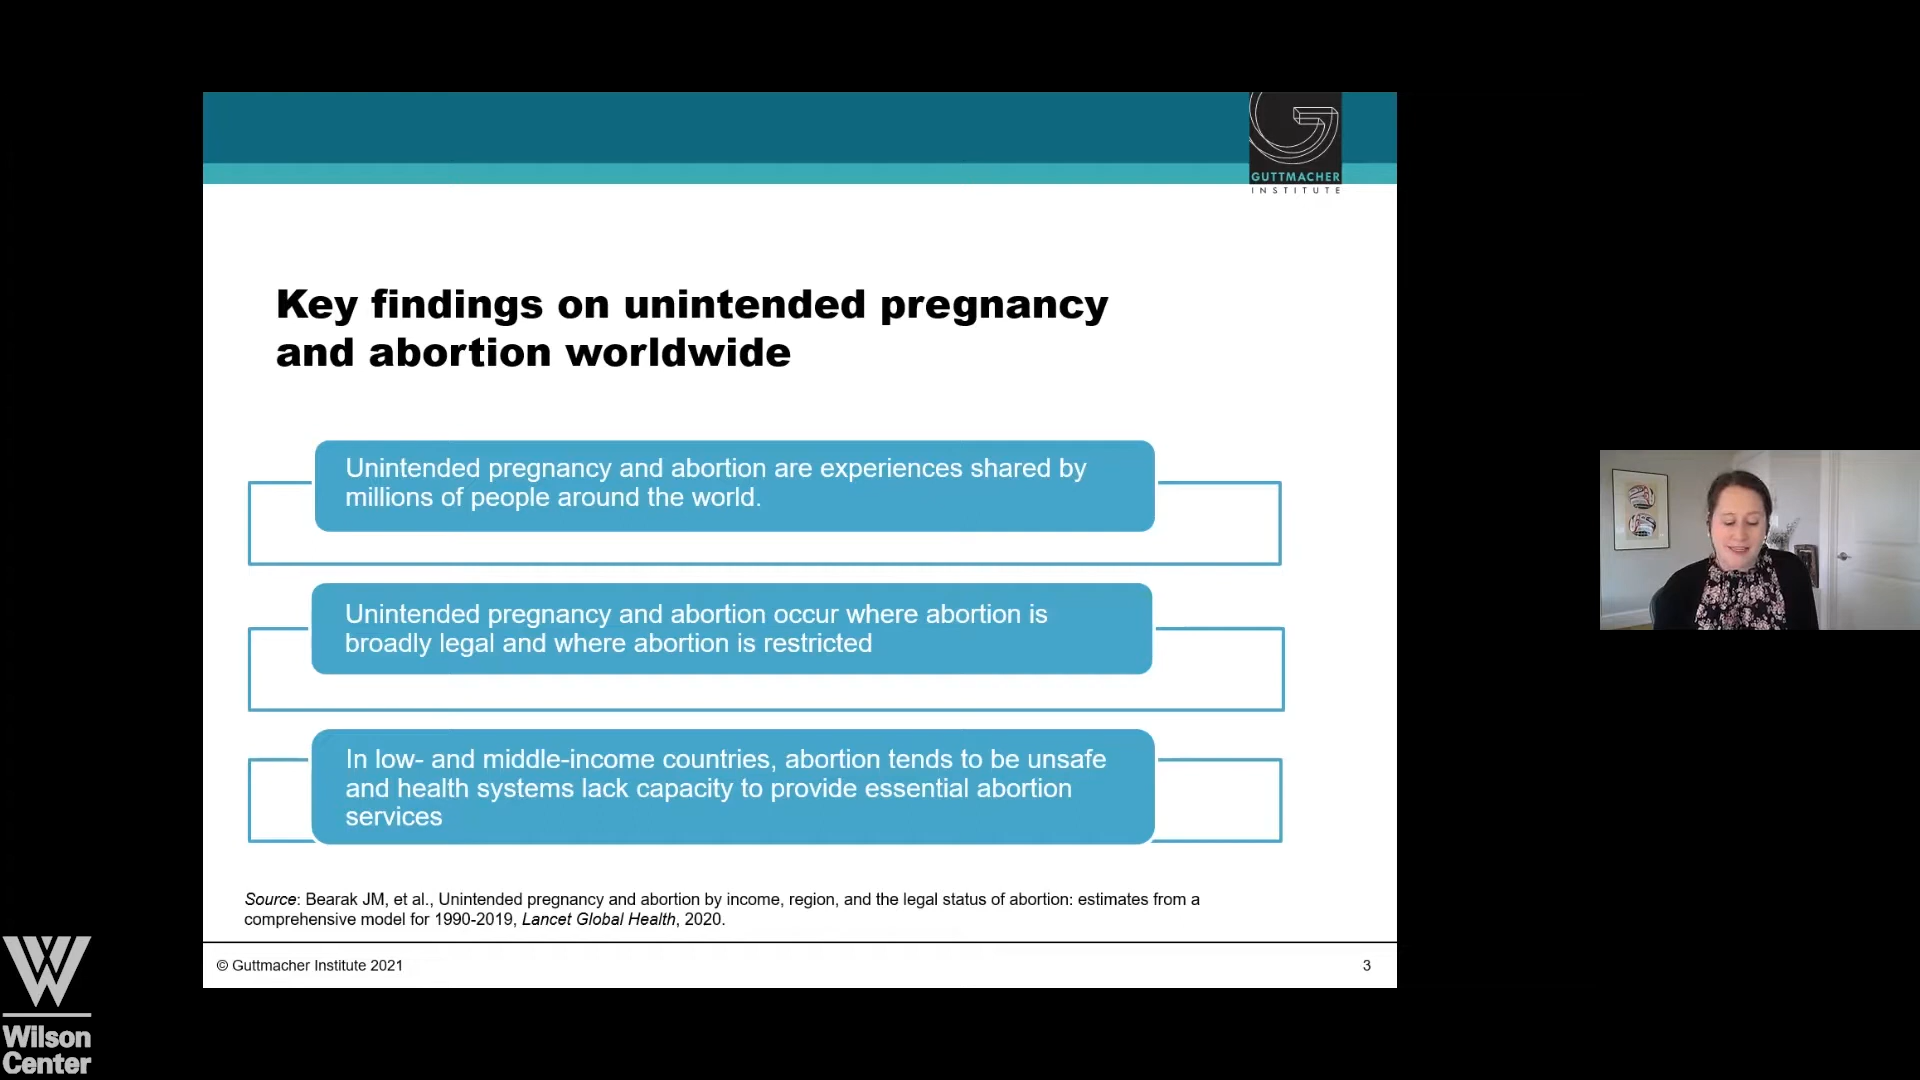 GUTTMACHER
INSTITUTE
Key findings on unintended pregnancy
and abortion worldwide
Unintended pregnancy and abortion are experiences shared by
millions of people around the world.
Unintended pregnancy and abortion occur where abortion is
broadly legal and where abortion is restricted
In low- and middle-income countries, abortion tends to be unsafe
and health systems lack capacity to provide essential abortion
services
Source: Bearak JM, et al., Unintended pregnancy and abortion by income, region, and the legal status of abortion: estimates from a
comprehensive model for 1990-2019, Lancet Global Health, 2020.
© Guttmacher Institute 2021
3
Wilson
Center